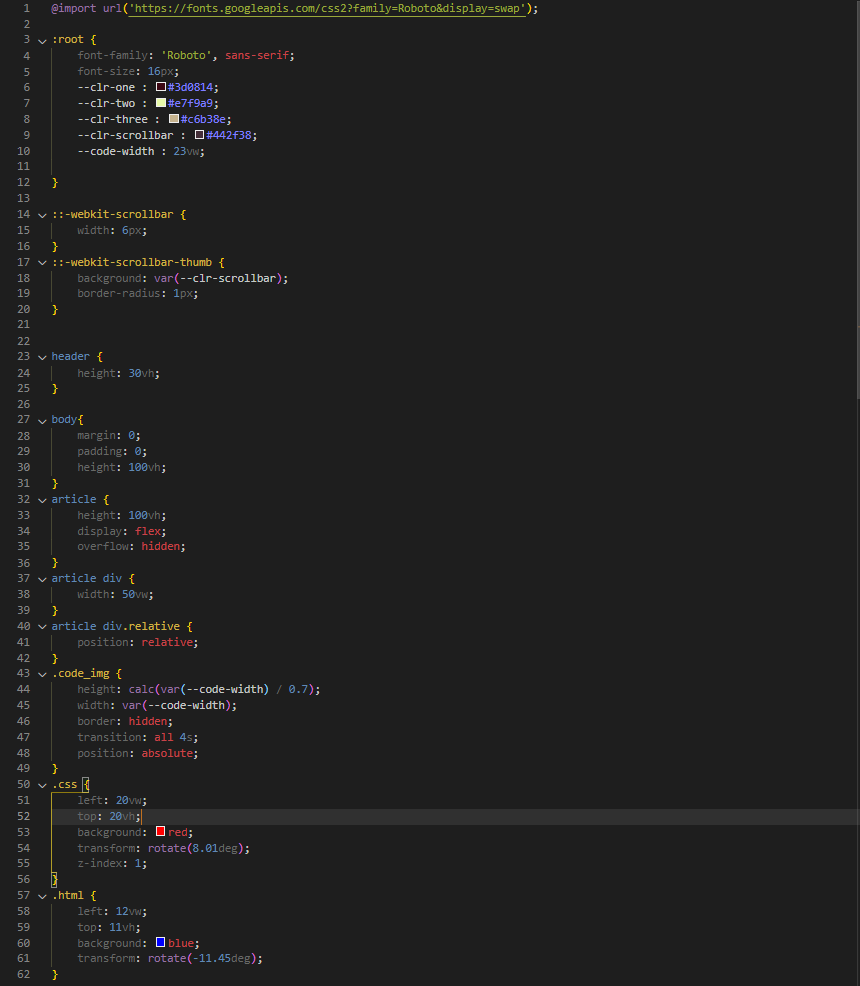 1 @import url('https://fonts.googleapis.com/css2?family=Roboto&display=swap');
2
3 :root {
4 font-family: 'Roboto', sans-serif;
5 font-size: 16px;
6 --clr-one : #3d0814;
7 --clr-two : #e7f9a9;
8 --clr-three : #c6b38e;
9 --clr-scrollbar : #442f38;
10 --code-width : 23vw;
11
12 }
13
14 ::-webkit-scrollbar {
15 width: 6px;
16 }
17 ::-webkit-scrollbar-thumb {
18 background: var(--clr-scrollbar);
19 border-radius: 1px;
20 }
21
22
23 header {
24 height: 30vh;
25 }
26
27 body{
28 margin: 0;
29 padding: 0;
30 height: 100vh;
31 }
32 article {
33 height: 100vh;
34 display: flex;
35 overflow: hidden;
36 }
37 article div {
38 width: 50vw;
39 }
40 article div.relative {
41 position: relative;
42 }
43 .code_img {
44 height: calc(var(--code-width) / 0.7);
45 width: var(--code-width);
46 border: hidden;
47 transition: all 4s;
48 position: absolute;
49 }
50 .css {
51 left: 20vw;
52 top: 20vh;
53 background: red;
54 transform: rotate(8.01deg);
55 z-index: 1;
56 }
57 .html {
58 left: 12vw;
59 top: 11vh;
60 background: blue;
61 transform: rotate(-11.45deg);
62 }